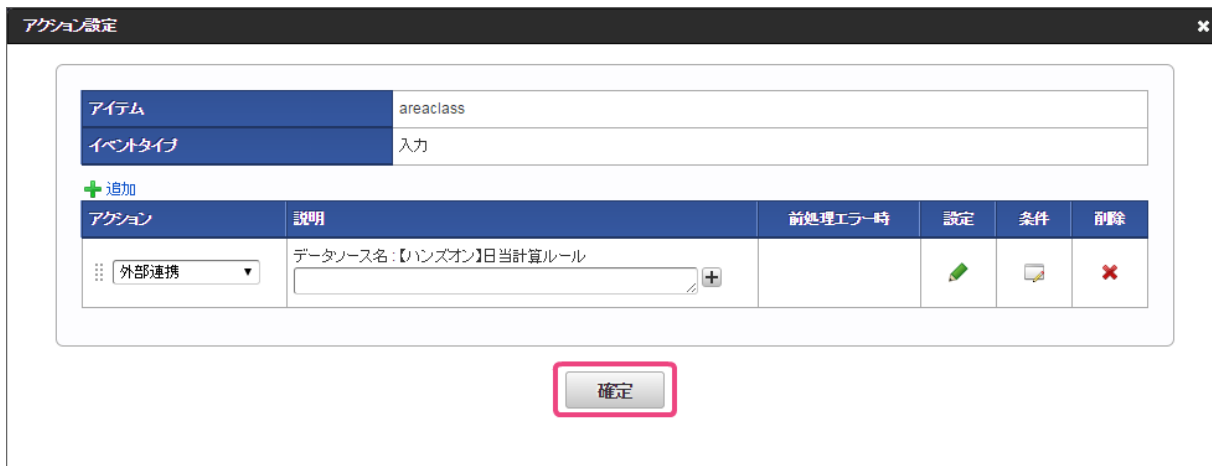 アクション設定
アイテム areaclass
イベントタイプ 入力
追加
アクション 説明 前処理エラー時 設定 条件 削除
データソース名:【ハンズオン】日当計算ルール
外部連携
確定